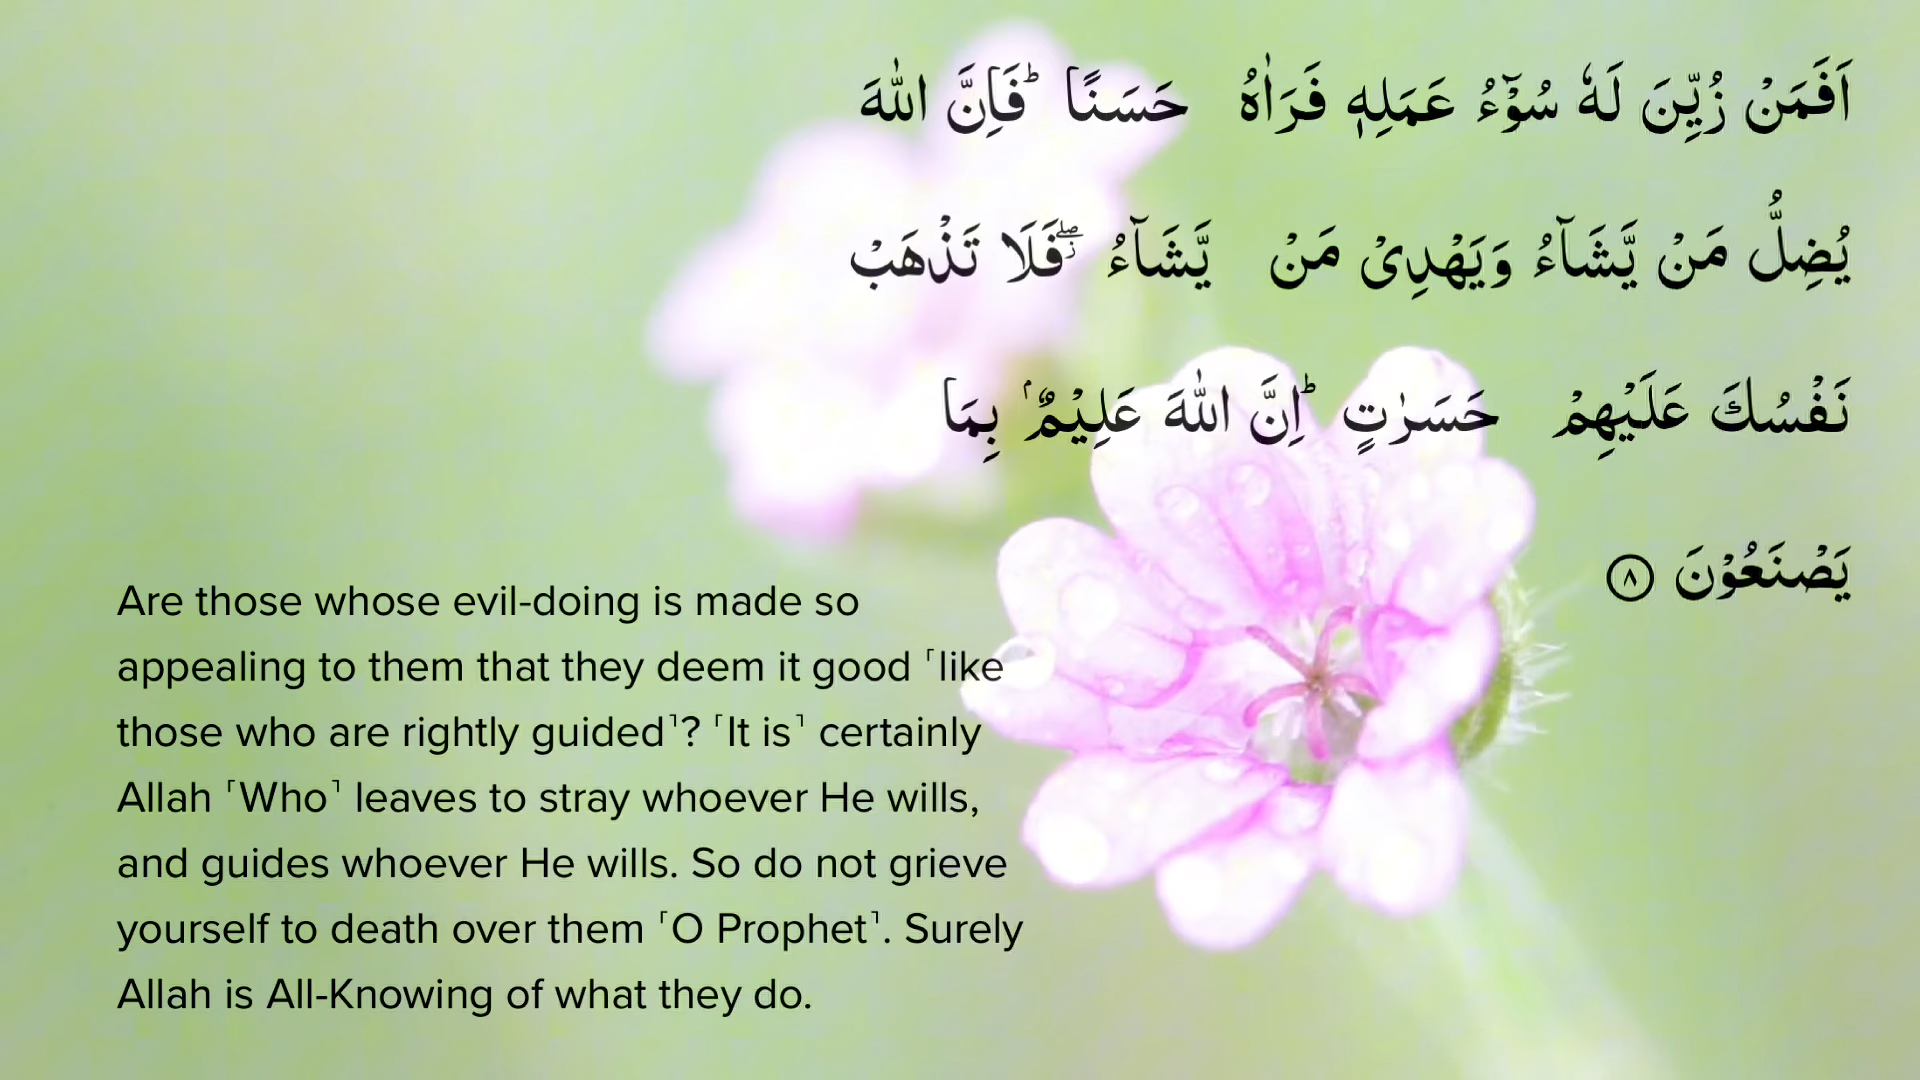 اَفَمَنْ زُيِّنَ لَهٗ سُوْٓءُ عَمَلِهٖ فَرَاٰهُ حَسَنًا ؕ فَاِنَّ اللّٰهَ
يُضِلُّ مَنْ يَّشَآءُ وَيَهْدِىْ مَنْ يَّشَآءُ ۖؗ فَلَا تَذْهَبْ
نَفْسُكَ عَلَيْهِمْ حَسَرٰتٍ ؕ اِنَّ اللّٰهَ عَلِيْمٌۢ بِمَا
يَصْنَعُوْنَ ۝٨
Are those whose evil-doing is made so
appealing to them that they deem it good ˹like
those who are rightly guided˺? ˹It is˺ certainly
Allah ˹Who˺ leaves to stray whoever He wills,
and guides whoever He wills. So do not grieve
yourself to death over them ˹O Prophet˺. Surely
Allah is All-Knowing of what they do.